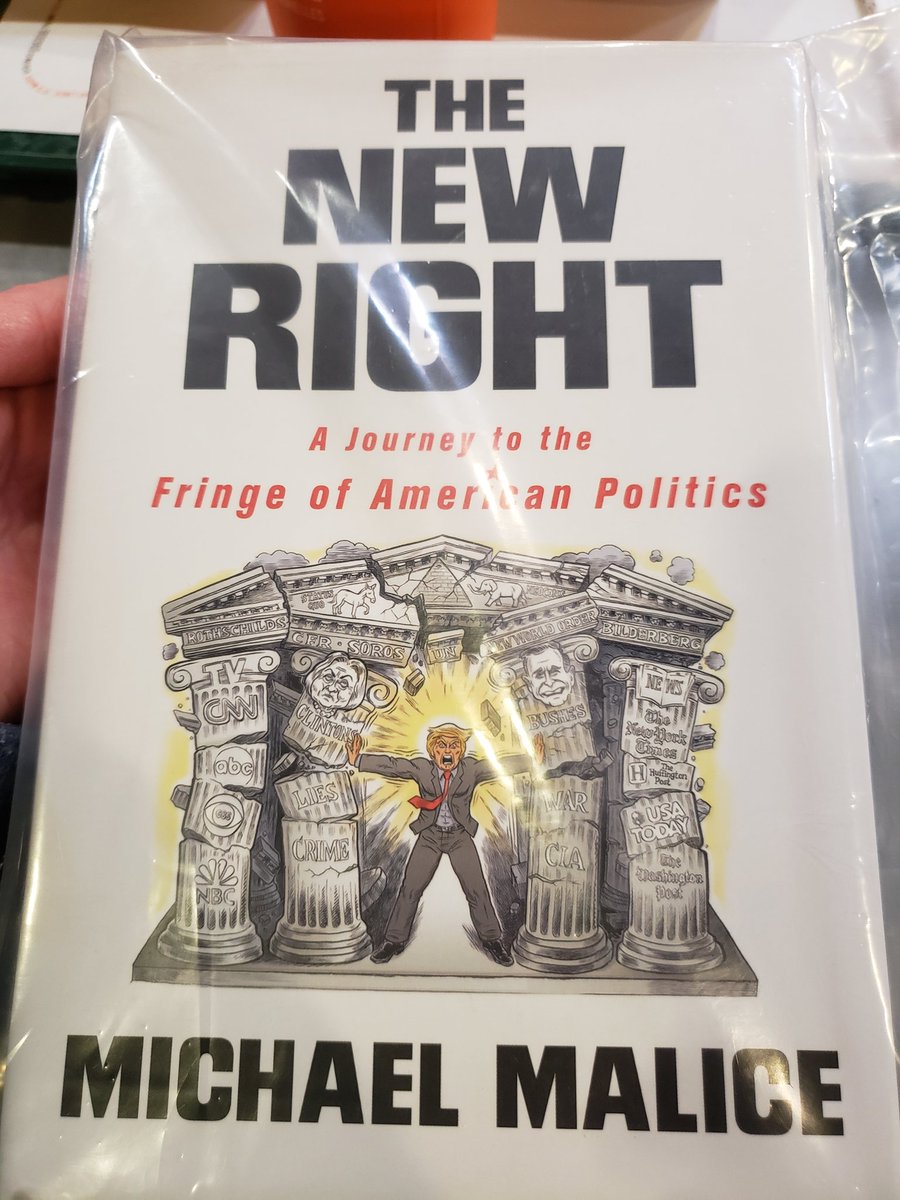 THE
NEW
RIGHT
A Journey to the
Fringe of American Politics
STATUS
QUO
ROTHSCHILDS
CFR · SOROS
UN
NEW WORLD ORDER
BILDERBERG
TV
CNN
abc
CBS
NBC
CLINTONS
LIES
CRIME
BUSHES
WAR
CIA
NEWS
The
New York
Times
H The
Huffington
Post
USA
TODAY
The
Washington
Post
MICHAEL MALICE